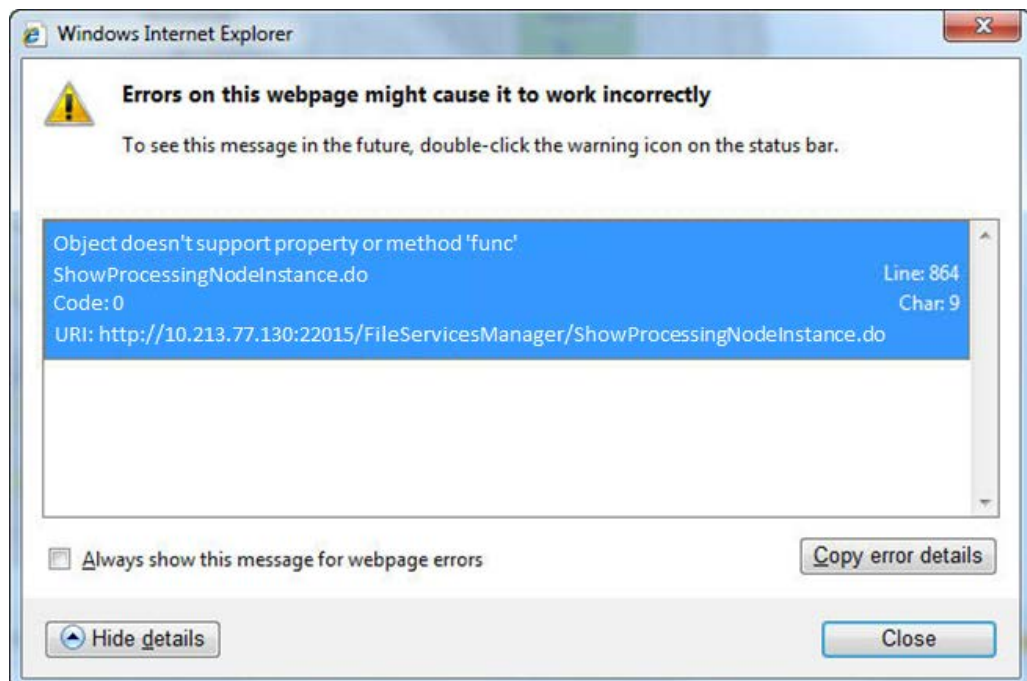 Windows Internet Explorer
Errors on this webpage might cause it to work incorrectly
To see this message in the future, double-click the warning icon on the status bar.
Object doesn't support property or method 'func'
ShowProcessingNodeInstance.do Line: 864
Code: 0 Char: 9
URI: http://10.213.77.130:22015/FileServicesManager/ShowProcessingNodeInstance.do
Always show this message for webpage errors
Copy error details
Hide details
Close